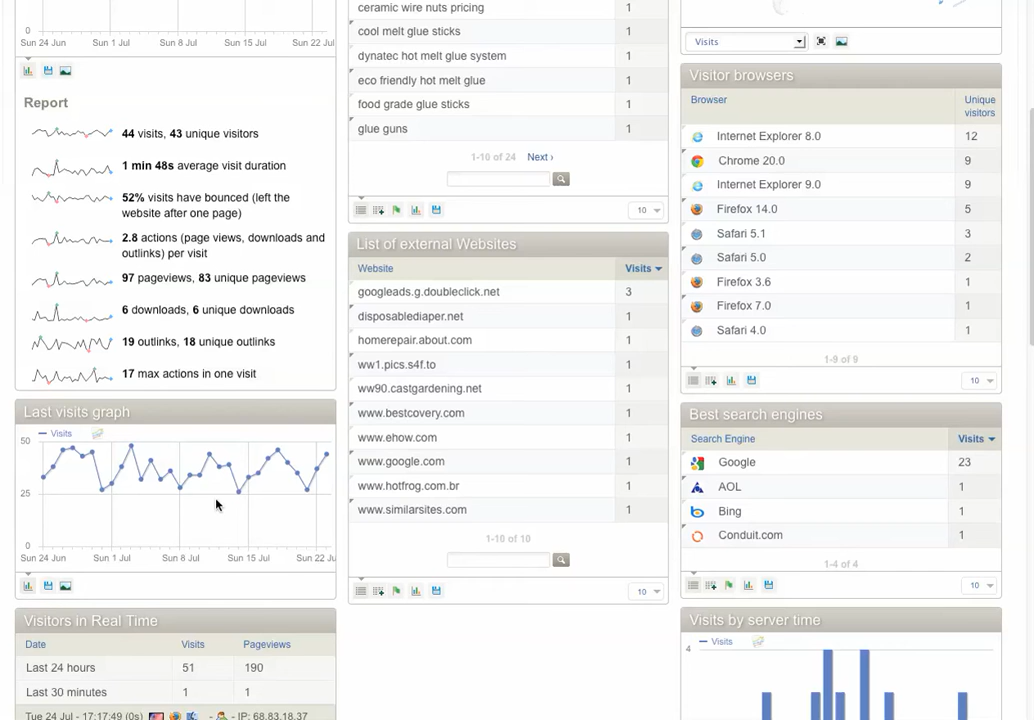 0
Sun 24 Jun Sun 1 Jul Sun 8 Jul Sun 15 Jul Sun 22 Jul
Report
44 visits, 43 unique visitors
1 min 48s average visit duration
52% visits have bounced (left the
website after one page)
2.8 actions (page views, downloads and
outlinks) per visit
97 pageviews, 83 unique pageviews
6 downloads, 6 unique downloads
19 outlinks, 18 unique outlinks
17 max actions in one visit
Last visits graph
Visits
50
25
0
Sun 24 Jun Sun 1 Jul Sun 8 Jul Sun 15 Jul Sun 22 Ju
Visitors in Real Time
Date Visits Pageviews
Last 24 hours 51 190
Last 30 minutes 1 1
Tue 24 Jul - 17:17:49 (0s) - - IP: 68.83.18.37
ceramic wire nuts pricing 1
cool melt glue sticks 1
dynatec hot melt glue system 1
eco friendly hot melt glue 1
food grade glue sticks 1
glue guns 1
1-10 of 24 Next ›
10
List of external Websites
Website Visits
googleads.g.doubleclick.net 3
disposablediaper.net 1
homerepair.about.com 1
ww1.pics.s4f.to 1
ww90.castgardening.net 1
www.bestcovery.com 1
www.ehow.com 1
www.google.com 1
www.hotfrog.com.br 1
www.similarsites.com 1
1-10 of 10
10
Visits
Visitor browsers
Browser Unique
visitors
Internet Explorer 8.0 12
Chrome 20.0 9
Internet Explorer 9.0 9
Firefox 14.0 5
Safari 5.1 3
Safari 5.0 2
Firefox 3.6 1
Firefox 7.0 1
Safari 4.0 1
1-9 of 9
10
Best search engines
Search Engine Visits
Google 23
AOL 1
Bing 1
Conduit.com 1
1-4 of 4
10
Visits by server time
Visits
4